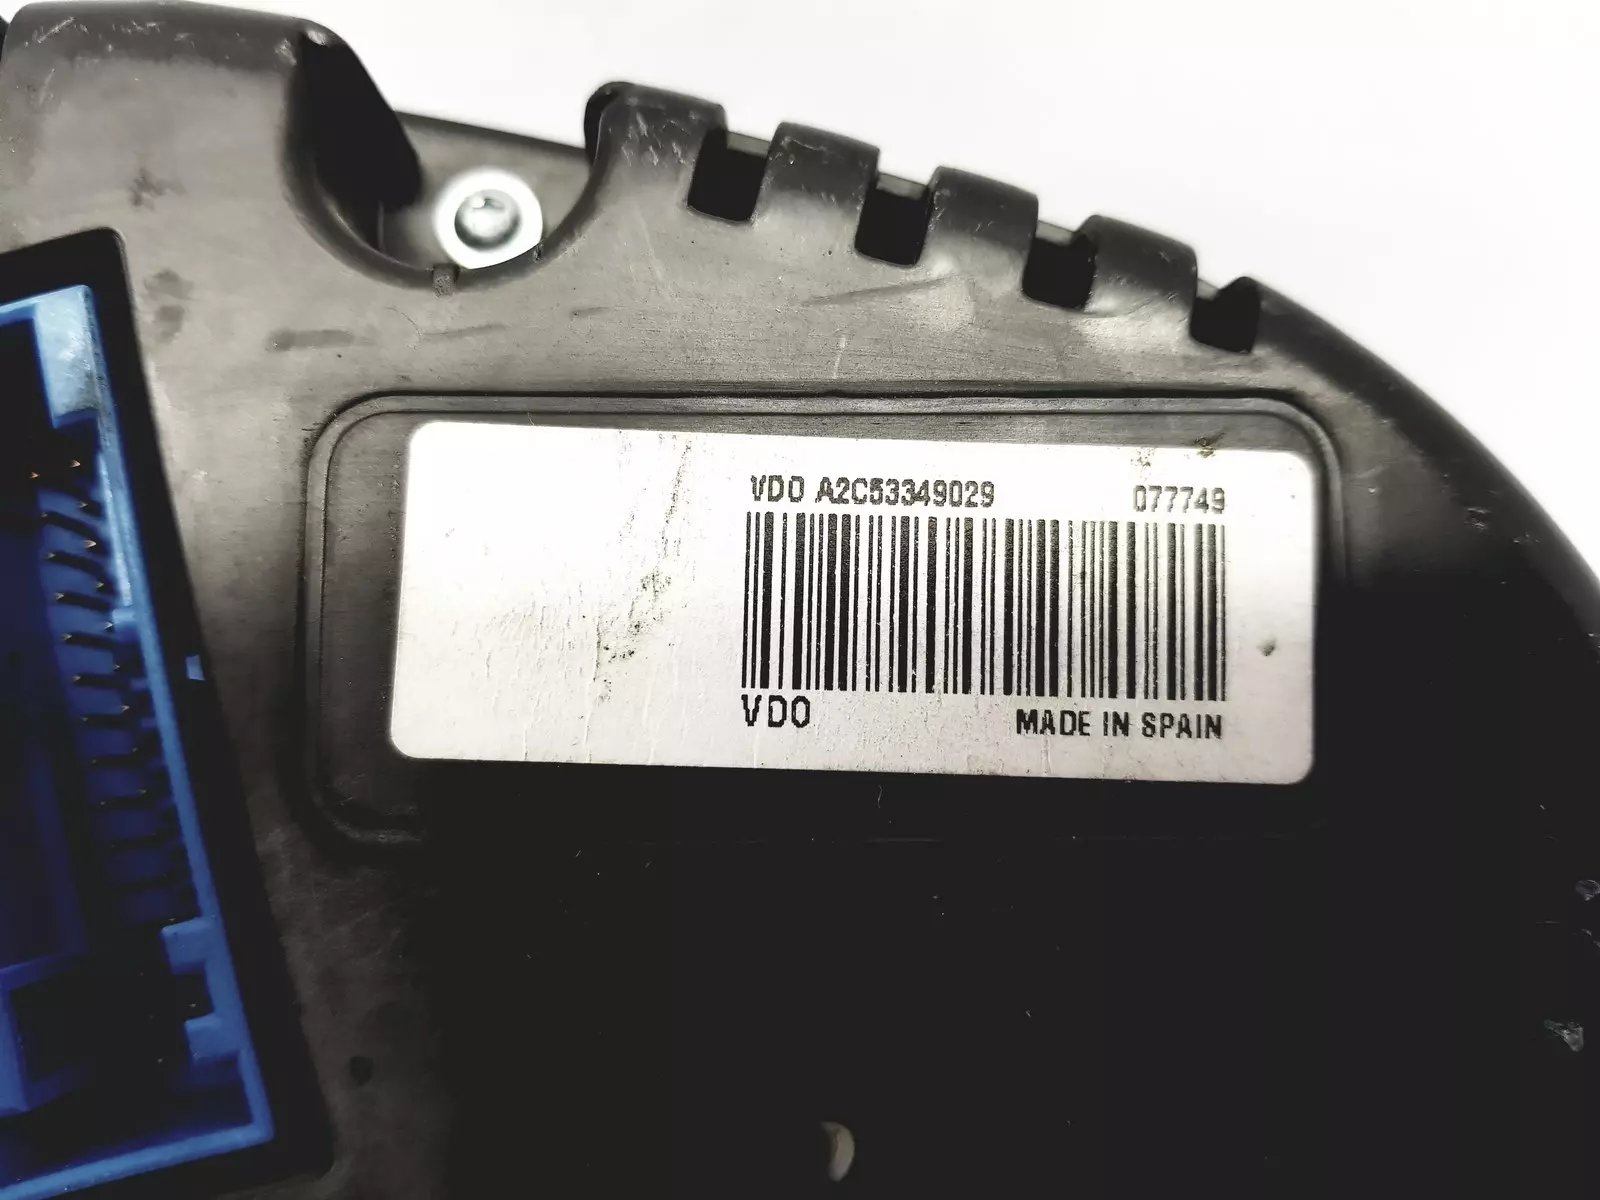 VDO A2C53349029 077749
VDO MADE IN SPAIN